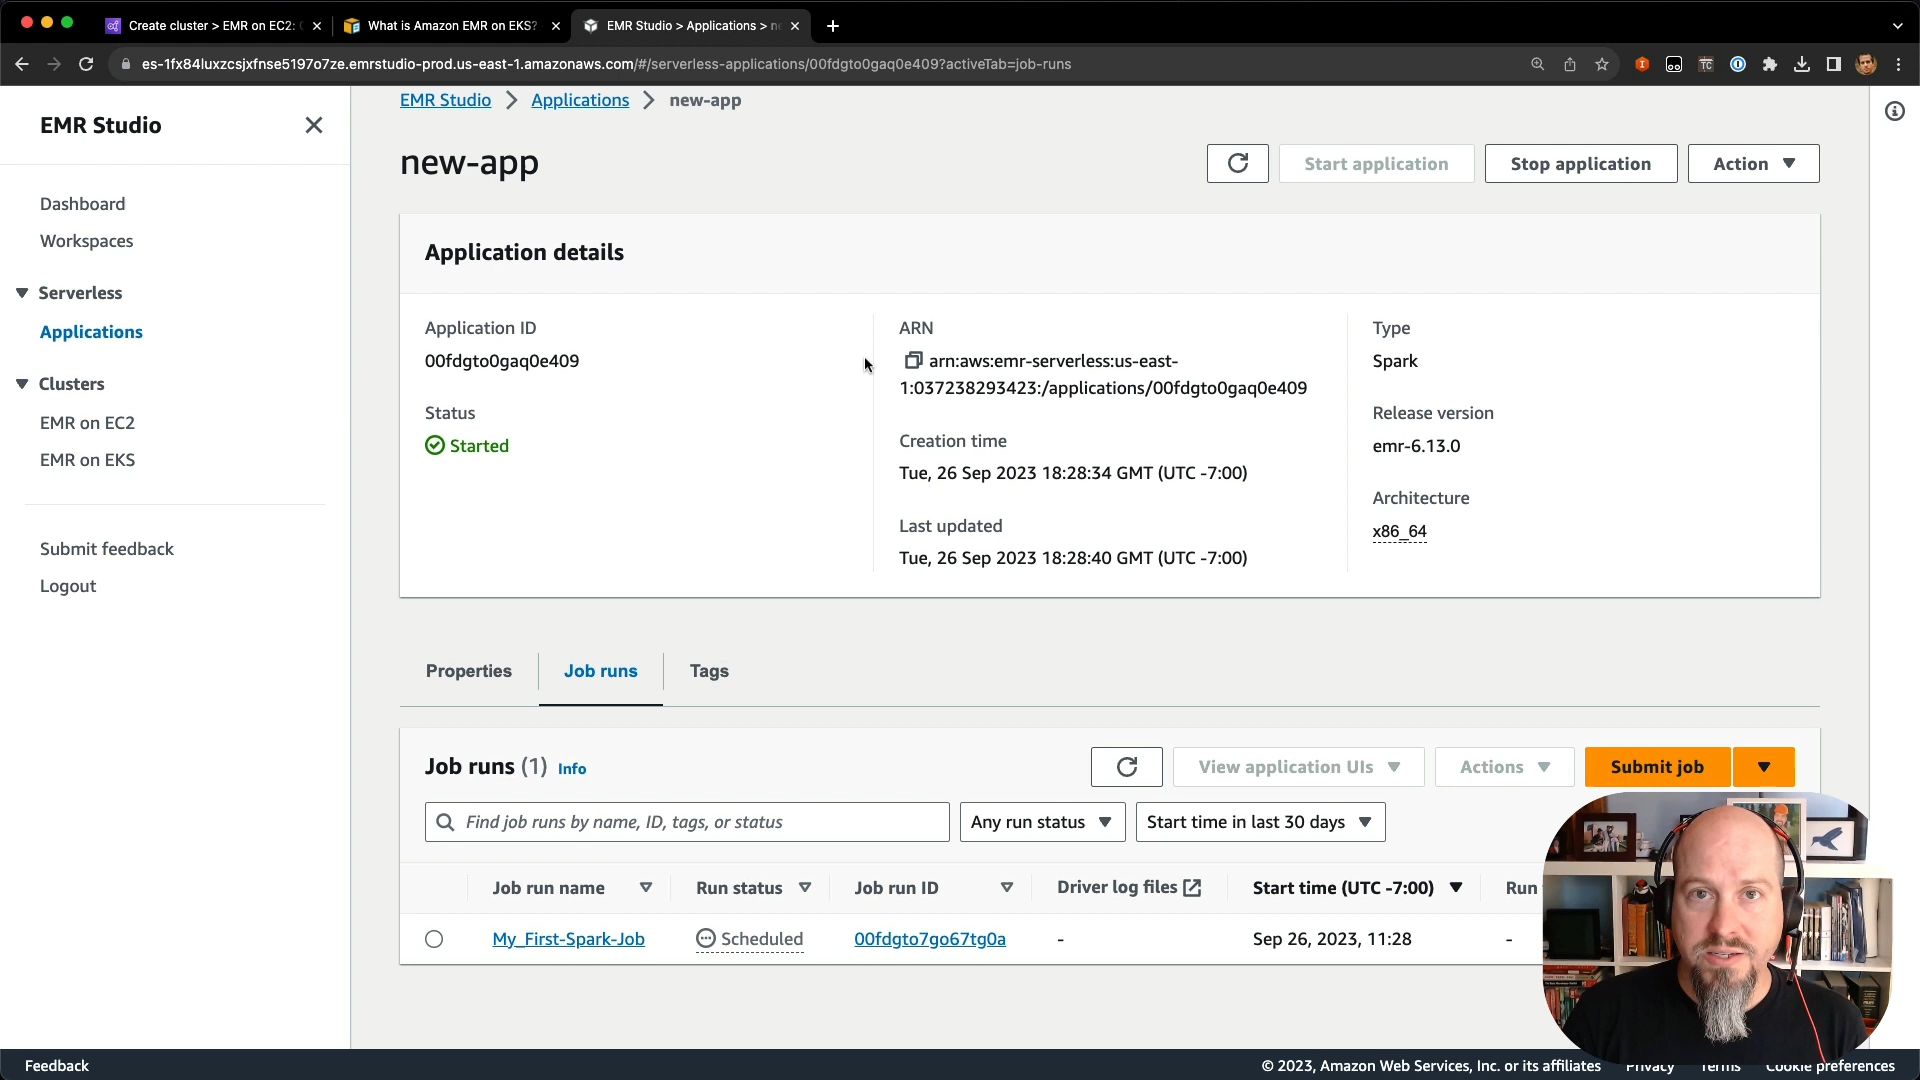 Create cluster > EMR on EC2:
What is Amazon EMR on EKS?
EMR Studio > Applications > ne
es-1fx84luxzcsjxfnse5197o7ze.emrstudio-prod.us-east-1.amazonaws.com/#/serverless-applications/00fdgto0gaq0e409?activeTab=job-runs
EMR Studio
Dashboard
Workspaces
Serverless
Applications
Clusters
EMR on EC2
EMR on EKS
Submit feedback
Logout
EMR Studio > Applications > new-app
new-app
Start application
Stop application
Action
Application details
Application ID
00fdgto0gaq0e409
Status
Started
ARN
arn:aws:emr-serverless:us-east-
1:037238293423:/applications/00fdgto0gaq0e409
Creation time
Tue, 26 Sep 2023 18:28:34 GMT (UTC -7:00)
Last updated
Tue, 26 Sep 2023 18:28:40 GMT (UTC -7:00)
Type
Spark
Release version
emr-6.13.0
Architecture
x86_64
Properties
Job runs
Tags
Job runs (1) Info
View application UIs
Actions
Submit job
Find job runs by name, ID, tags, or status
Any run status
Start time in last 30 days
Job run name
Run status
Job run ID
Driver log files
Start time (UTC -7:00)
Run
My_First-Spark-Job
Scheduled
00fdgto7go67tg0a
-
Sep 26, 2023, 11:28
-
Feedback
© 2023, Amazon Web Services, Inc. or its affiliates
Privacy
Terms
Cookie preferences